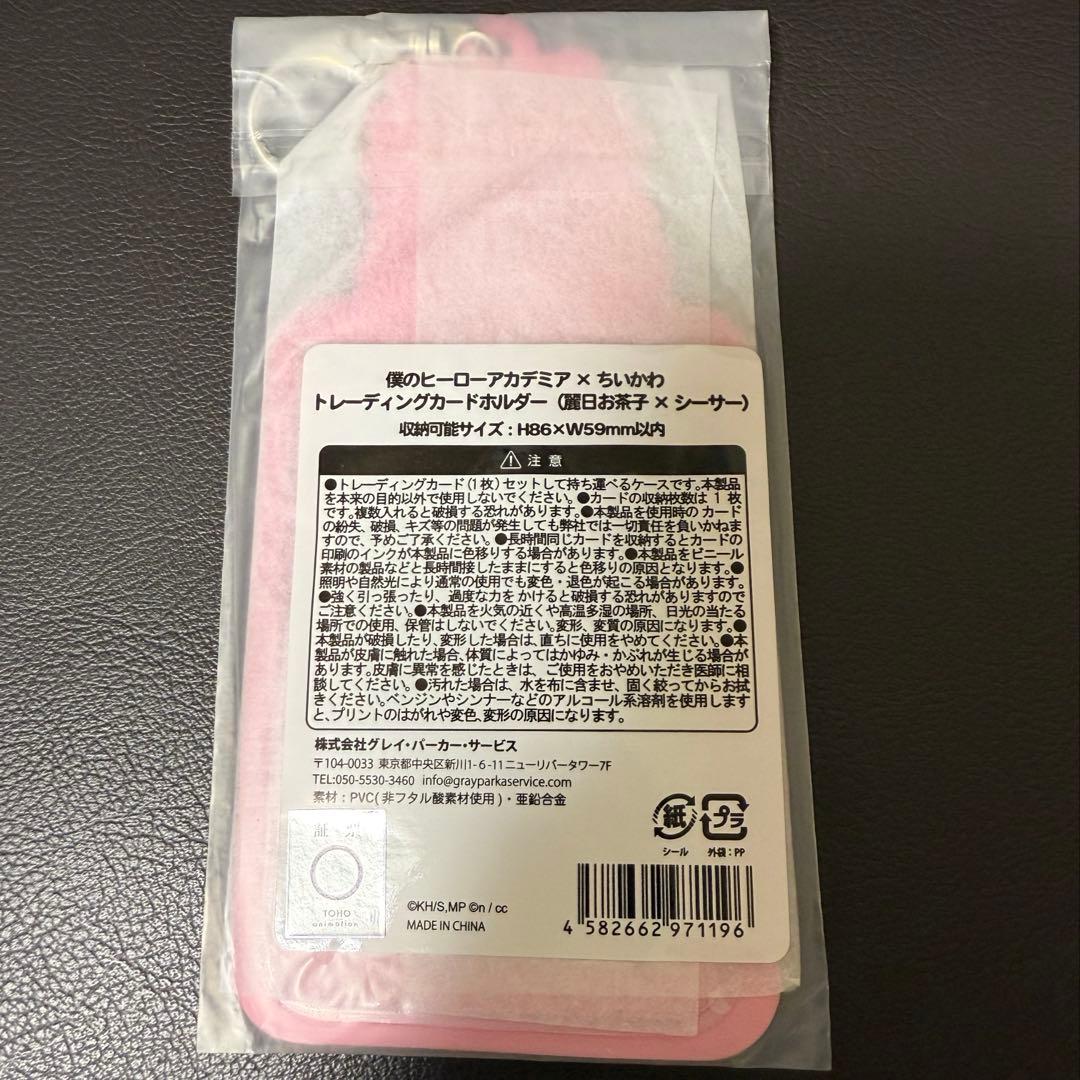 僕のヒーローアカデミア × ちいかわ
トレーディングカードホルダー（麗日お茶子 × シーサー）
収納可能サイズ：H86×W59mm以内
注 意
●トレーディングカード(1枚)セットして持ち運べるケースです。本製品
を本来の目的以外で使用しないでください。●カードの収納枚数は 1 枚
です。複数入れると破損する恐れがあります。●本製品を使用時の カード
の紛失、破損、キズ等の問題が発生しても弊社では一切責任を負いかねま
すので、予めご了承ください。●長時間同じカードを収納するとカードの
印刷のインクが本製品に色移りする場合があります。●本製品をビニール
素材の製品などと長時間接したままにすると色移りの原因となります。●
照明や自然光により通常の使用でも変色・退色が起こる場合があります。
●強く引っ張ったり、過度な力を かけると破損する恐れがありますので
ご注意ください。●本製品を火気の近くや高温多湿の場所、日光の当たる
場所での使用、保管はしないでください。変形、変質の原因になります。●
本製品が破損したり、変形した場合は、直ちに使用をやめてください。●本
製品が皮膚に触れた場合、体質によってはかゆみ・かぶれが生じる場合が
あります。皮膚に異常を感じたときは、ご使用をおやめいただき医師に相
談してください。●汚れた場合は、水を布に含ませ、固く絞ってからお拭
きください。ベンジンやシンナーなどのアルコール系溶剤を使用します
と、プリントのはがれや変色、変形の原因になります。
株式会社グレイ・パーカー・サービス
〒104-0033 東京都中央区新川1-6-11ニューリバータワー7F
TEL:050-5530-3460 info@grayparkaservice.com
素材：PVC(非フタル酸素材使用)・亜鉛合金
紙 プラ
シール 外袋：PP
証 票
TOHO
animation
©KH/S,MP ©n / cc
MADE IN CHINA
4 582662 971196